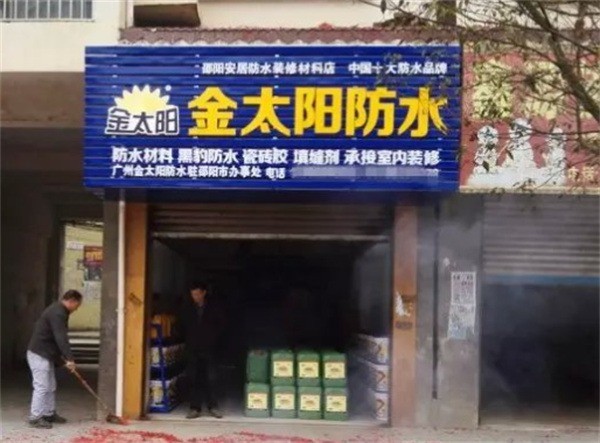 邵阳安居防水装修材料店 中国十大防水品牌
金太阳 金太阳防水
防水材料 黑豹防水 瓷砖胶 填缝剂 承接室内装修
广州金太阳防水驻邵阳市办事处 电话